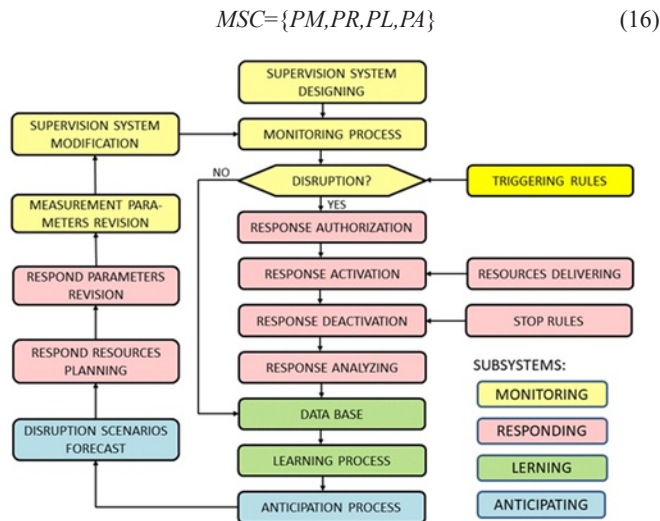 MSC={PM,PR,PL,PA} (16)
SUPERVISION SYSTEM
DESIGNING
SUPERVISION SYSTEM
MODIFICATION
MONITORING PROCESS
NO
DISRUPTION?
TRIGGERING RULES
YES
MEASUREMENT PARA-
METERS REVISION
RESPONSE AUTHORIZATION
RESPOND PARAMETERS
REVISION
RESPONSE ACTIVATION
RESOURCES DELIVERING
RESPONSE DEACTIVATION
STOP RULES
RESPOND RESOURCES
PLANNING
RESPONSE ANALYZING
SUBSYSTEMS:
MONITORING
DISRUPTION SCENARIOS
FORECAST
DATA BASE
RESPONDING
LEARNING PROCESS
LERNING
ANTICIPATION PROCESS
ANTICIPATING